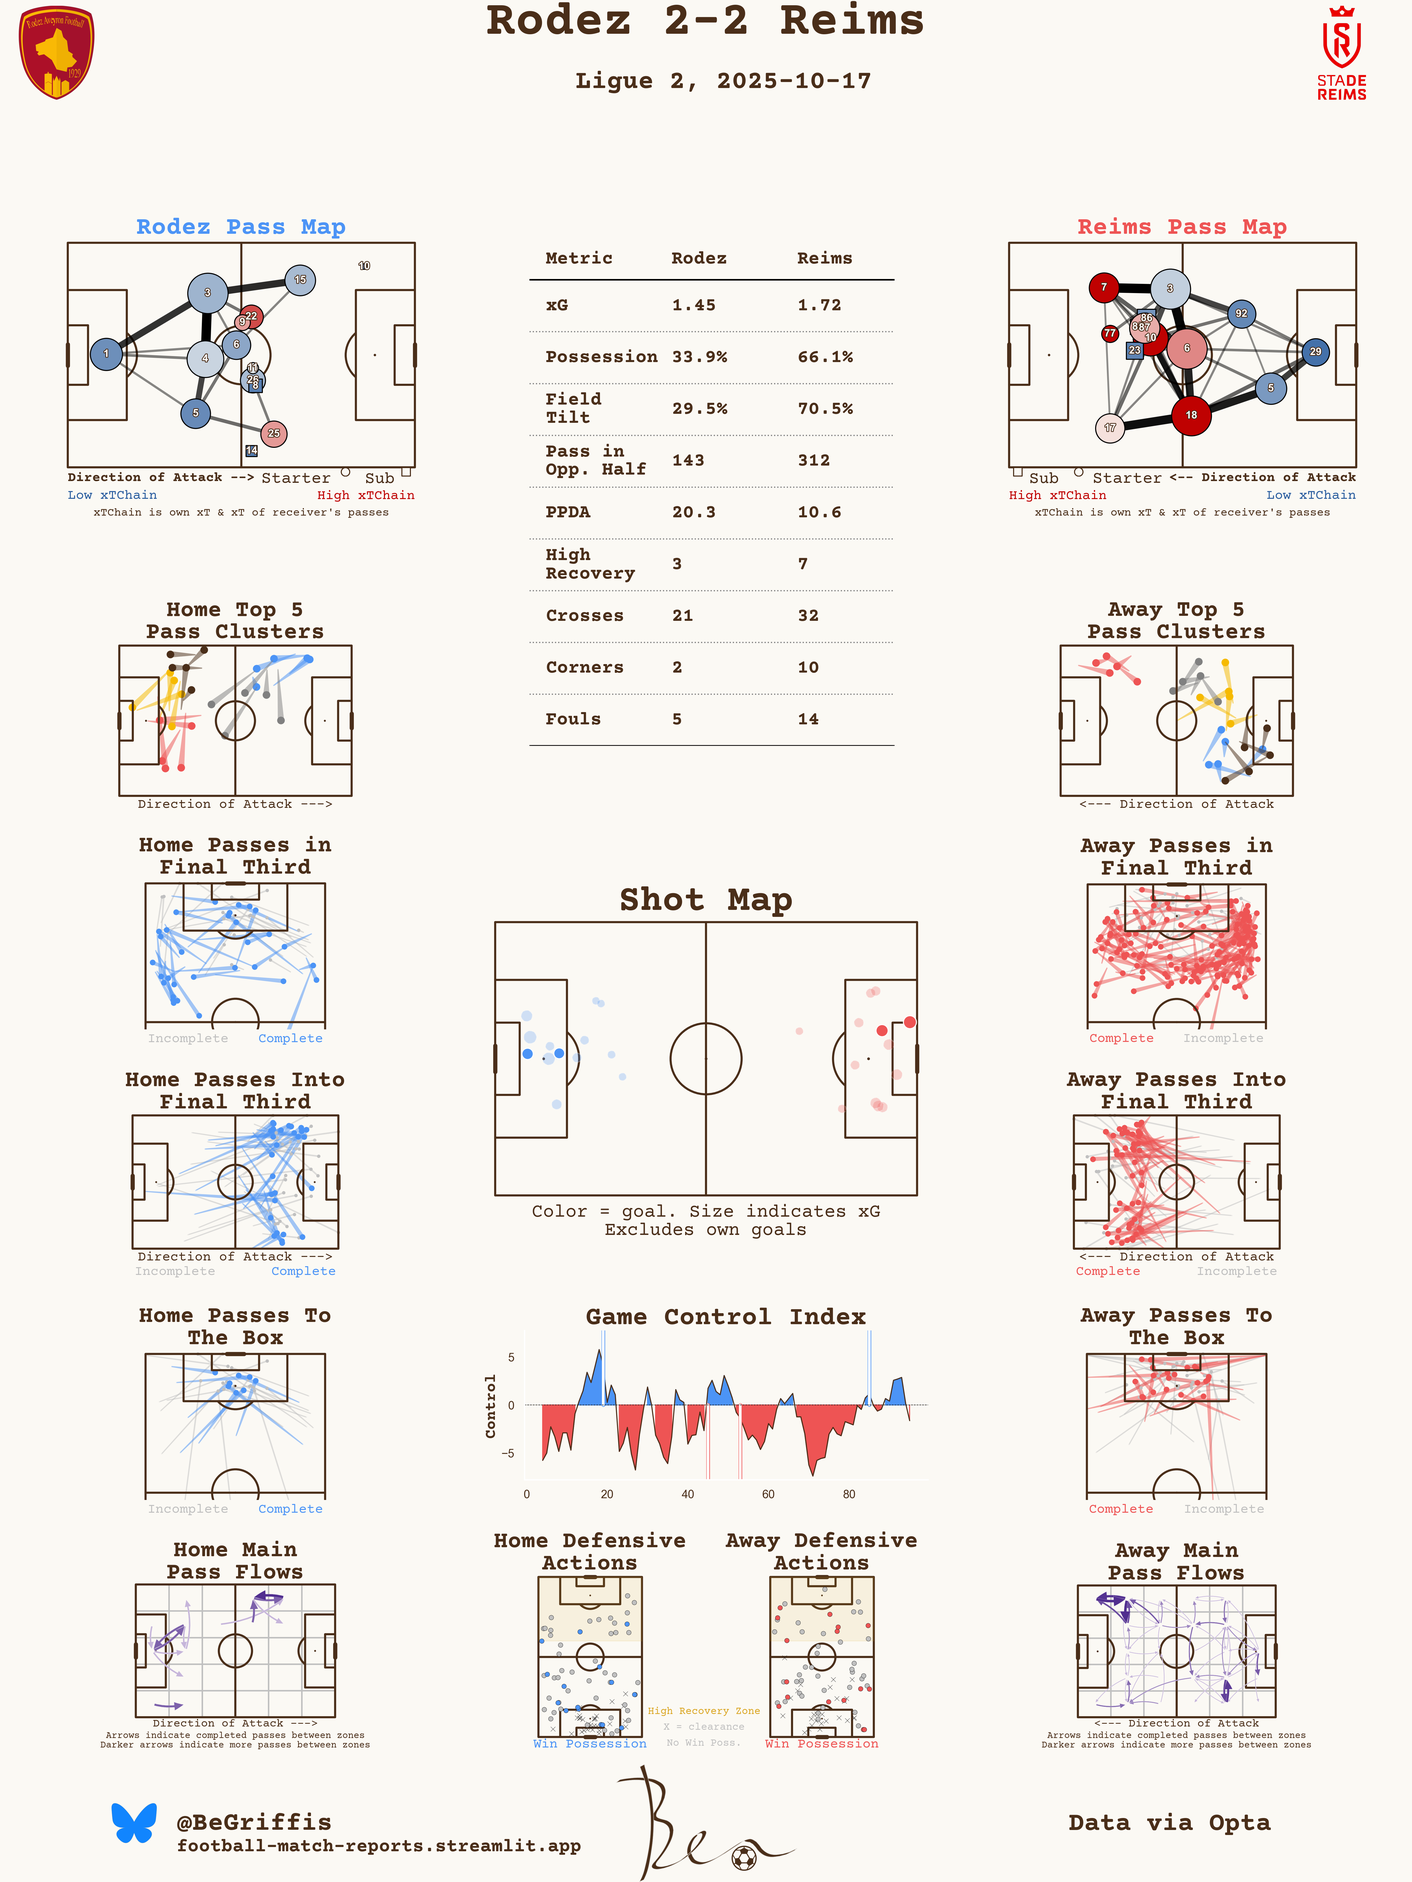 Rodez 2-2 Reims
Ligue 2, 2025-10-17
Rodez Aveyron Football
1929
STADE
REIMS
Rodez Pass Map
10
15
3
22
9
6
1
4
11
8
5
25
14
Direction of Attack --> Starter Sub
Low xTChain High xTChain
xTChain is own xT & xT of receiver's passes
Metric Rodez Reims
xG 1.45 1.72
Possession 33.9% 66.1%
Field
Tilt 29.5% 70.5%
Pass in
Opp. Half 143 312
PPDA 20.3 10.6
High
Recovery 3 7
Crosses 21 32
Corners 2 10
Fouls 5 14
Reims Pass Map
7
3
86
92
77
87
10
23
6
29
5
18
17
Sub Starter <-- Direction of Attack
High xTChain Low xTChain
xTChain is own xT & xT of receiver's passes
Home Top 5
Pass Clusters
Direction of Attack --->
Away Top 5
Pass Clusters
<--- Direction of Attack
Home Passes in
Final Third
Incomplete Complete
Away Passes in
Final Third
Complete Incomplete
Shot Map
Color = goal. Size indicates xG
Excludes own goals
Home Passes Into
Final Third
Direction of Attack --->
Incomplete Complete
Away Passes Into
Final Third
<--- Direction of Attack
Complete Incomplete
Home Passes To
The Box
Incomplete Complete
Game Control Index
Control
5
0
−5
0 20 40 60 80
Away Passes To
The Box
Complete Incomplete
Home Main
Pass Flows
Direction of Attack --->
Arrows indicate completed passes between zones
Darker arrows indicate more passes between zones
Home Defensive
Actions
Win Possession
Away Defensive
Actions
Win Possession
High Recovery Zone
X = clearance
No Win Poss.
Away Main
Pass Flows
<--- Direction of Attack
Arrows indicate completed passes between zones
Darker arrows indicate more passes between zones
@BeGriffis
football-match-reports.streamlit.app
Ben
Data via Opta